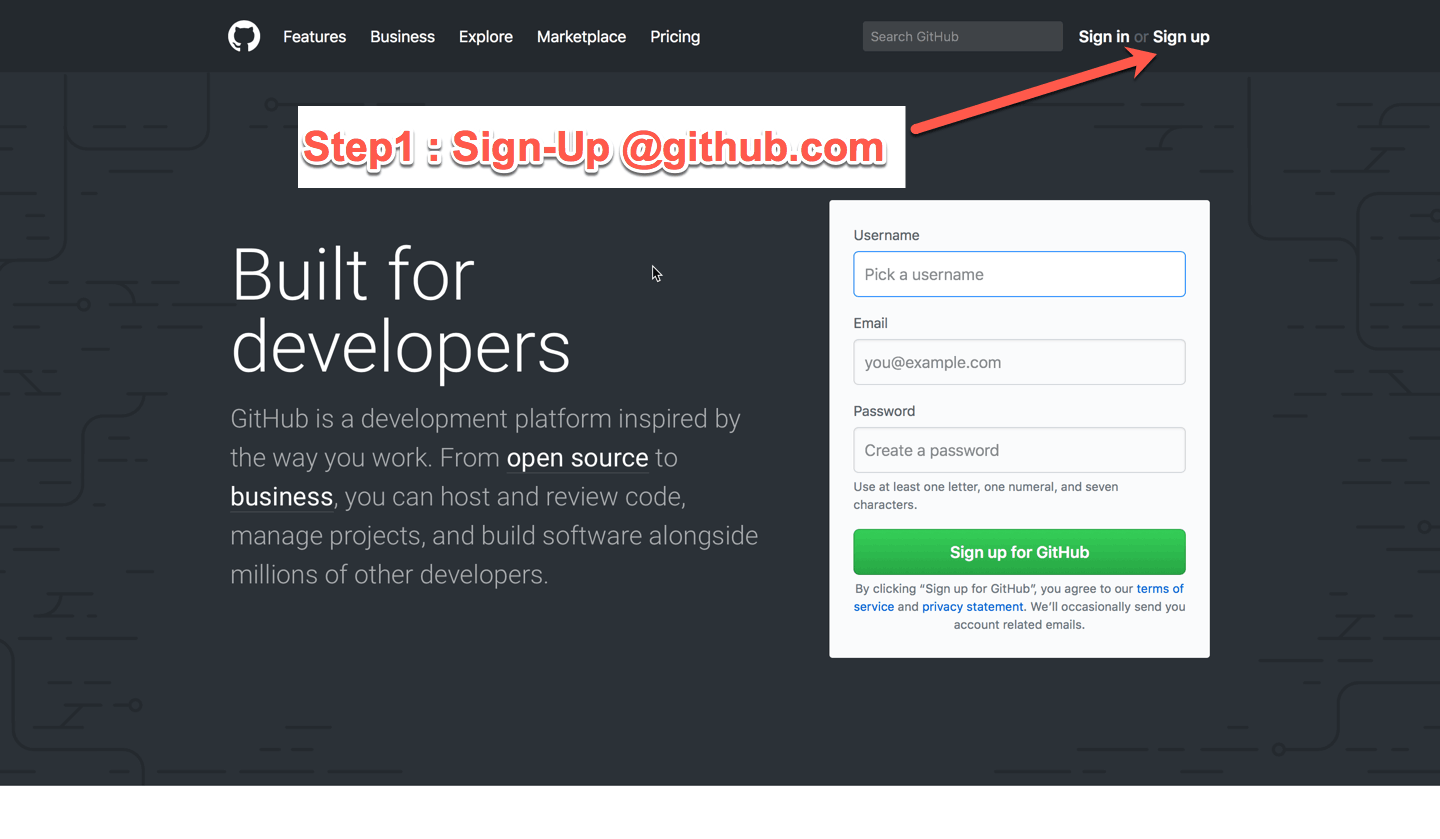 Features Business Explore Marketplace Pricing Search GitHub Sign in or Sign up
Step1 : Sign-Up @github.com
Built for
developers
GitHub is a development platform inspired by
the way you work. From open source to
business, you can host and review code,
manage projects, and build software alongside
millions of other developers.
Username
Pick a username
Email
you@example.com
Password
Create a password
Use at least one letter, one numeral, and seven
characters.
Sign up for GitHub
By clicking “Sign up for GitHub”, you agree to our terms of
service and privacy statement. We’ll occasionally send you
account related emails.